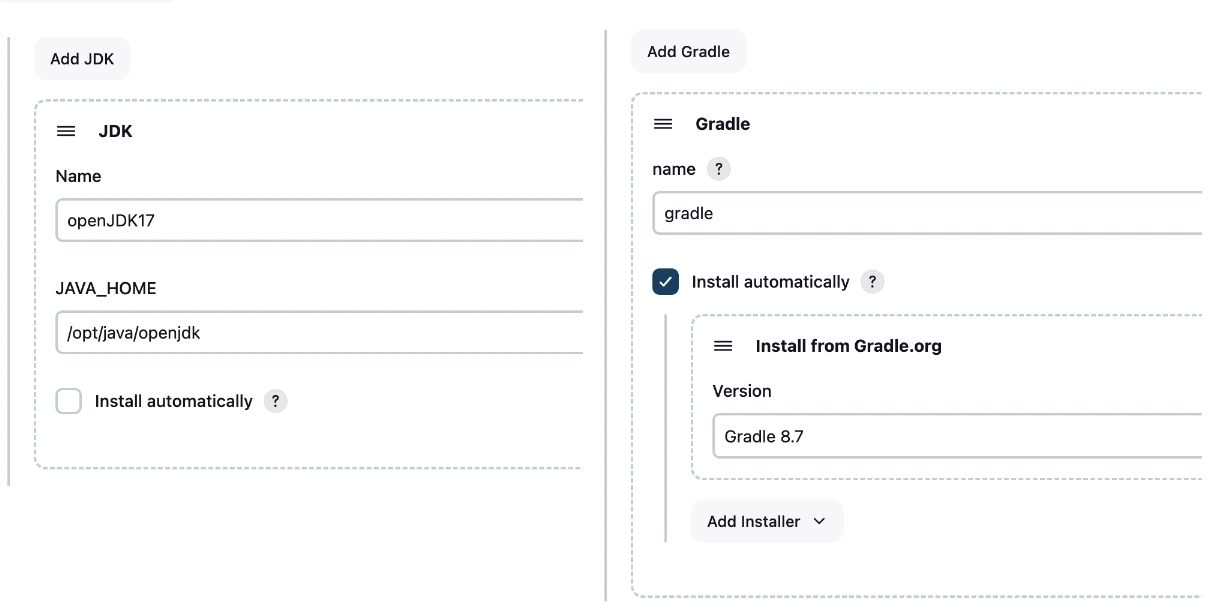 Add JDK
JDK
Name
openJDK17
JAVA_HOME
/opt/java/openjdk
Install automatically ?
Add Gradle
Gradle
name ?
gradle
Install automatically ?
Install from Gradle.org
Version
Gradle 8.7
Add Installer